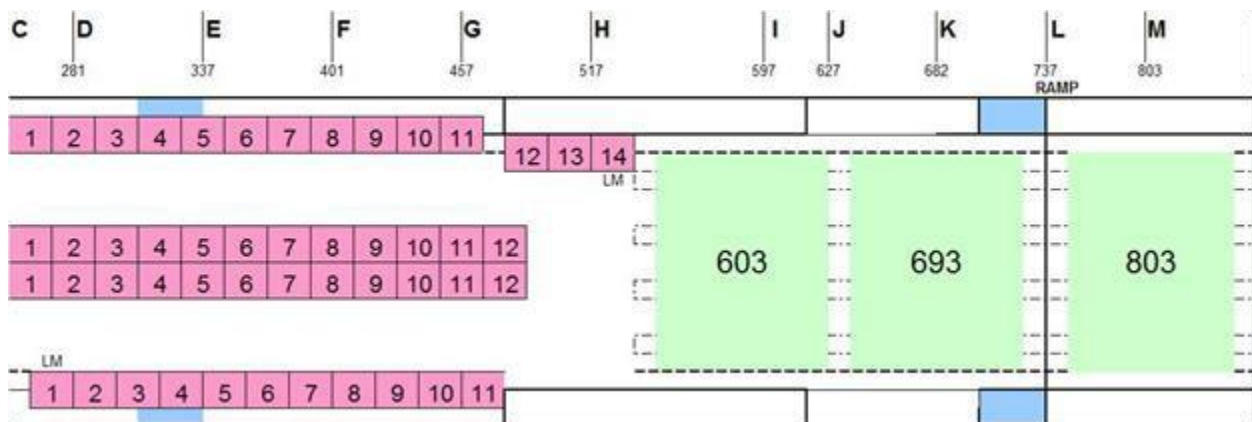 C D E F G H I J K L M
281 337 401 457 517 597 627 682 737 803
RAMP
1 2 3 4 5 6 7 8 9 10 11
12 13 14
LM
1 2 3 4 5 6 7 8 9 10 11 12
603 693 803
1 2 3 4 5 6 7 8 9 10 11 12
LM
1 2 3 4 5 6 7 8 9 10 11